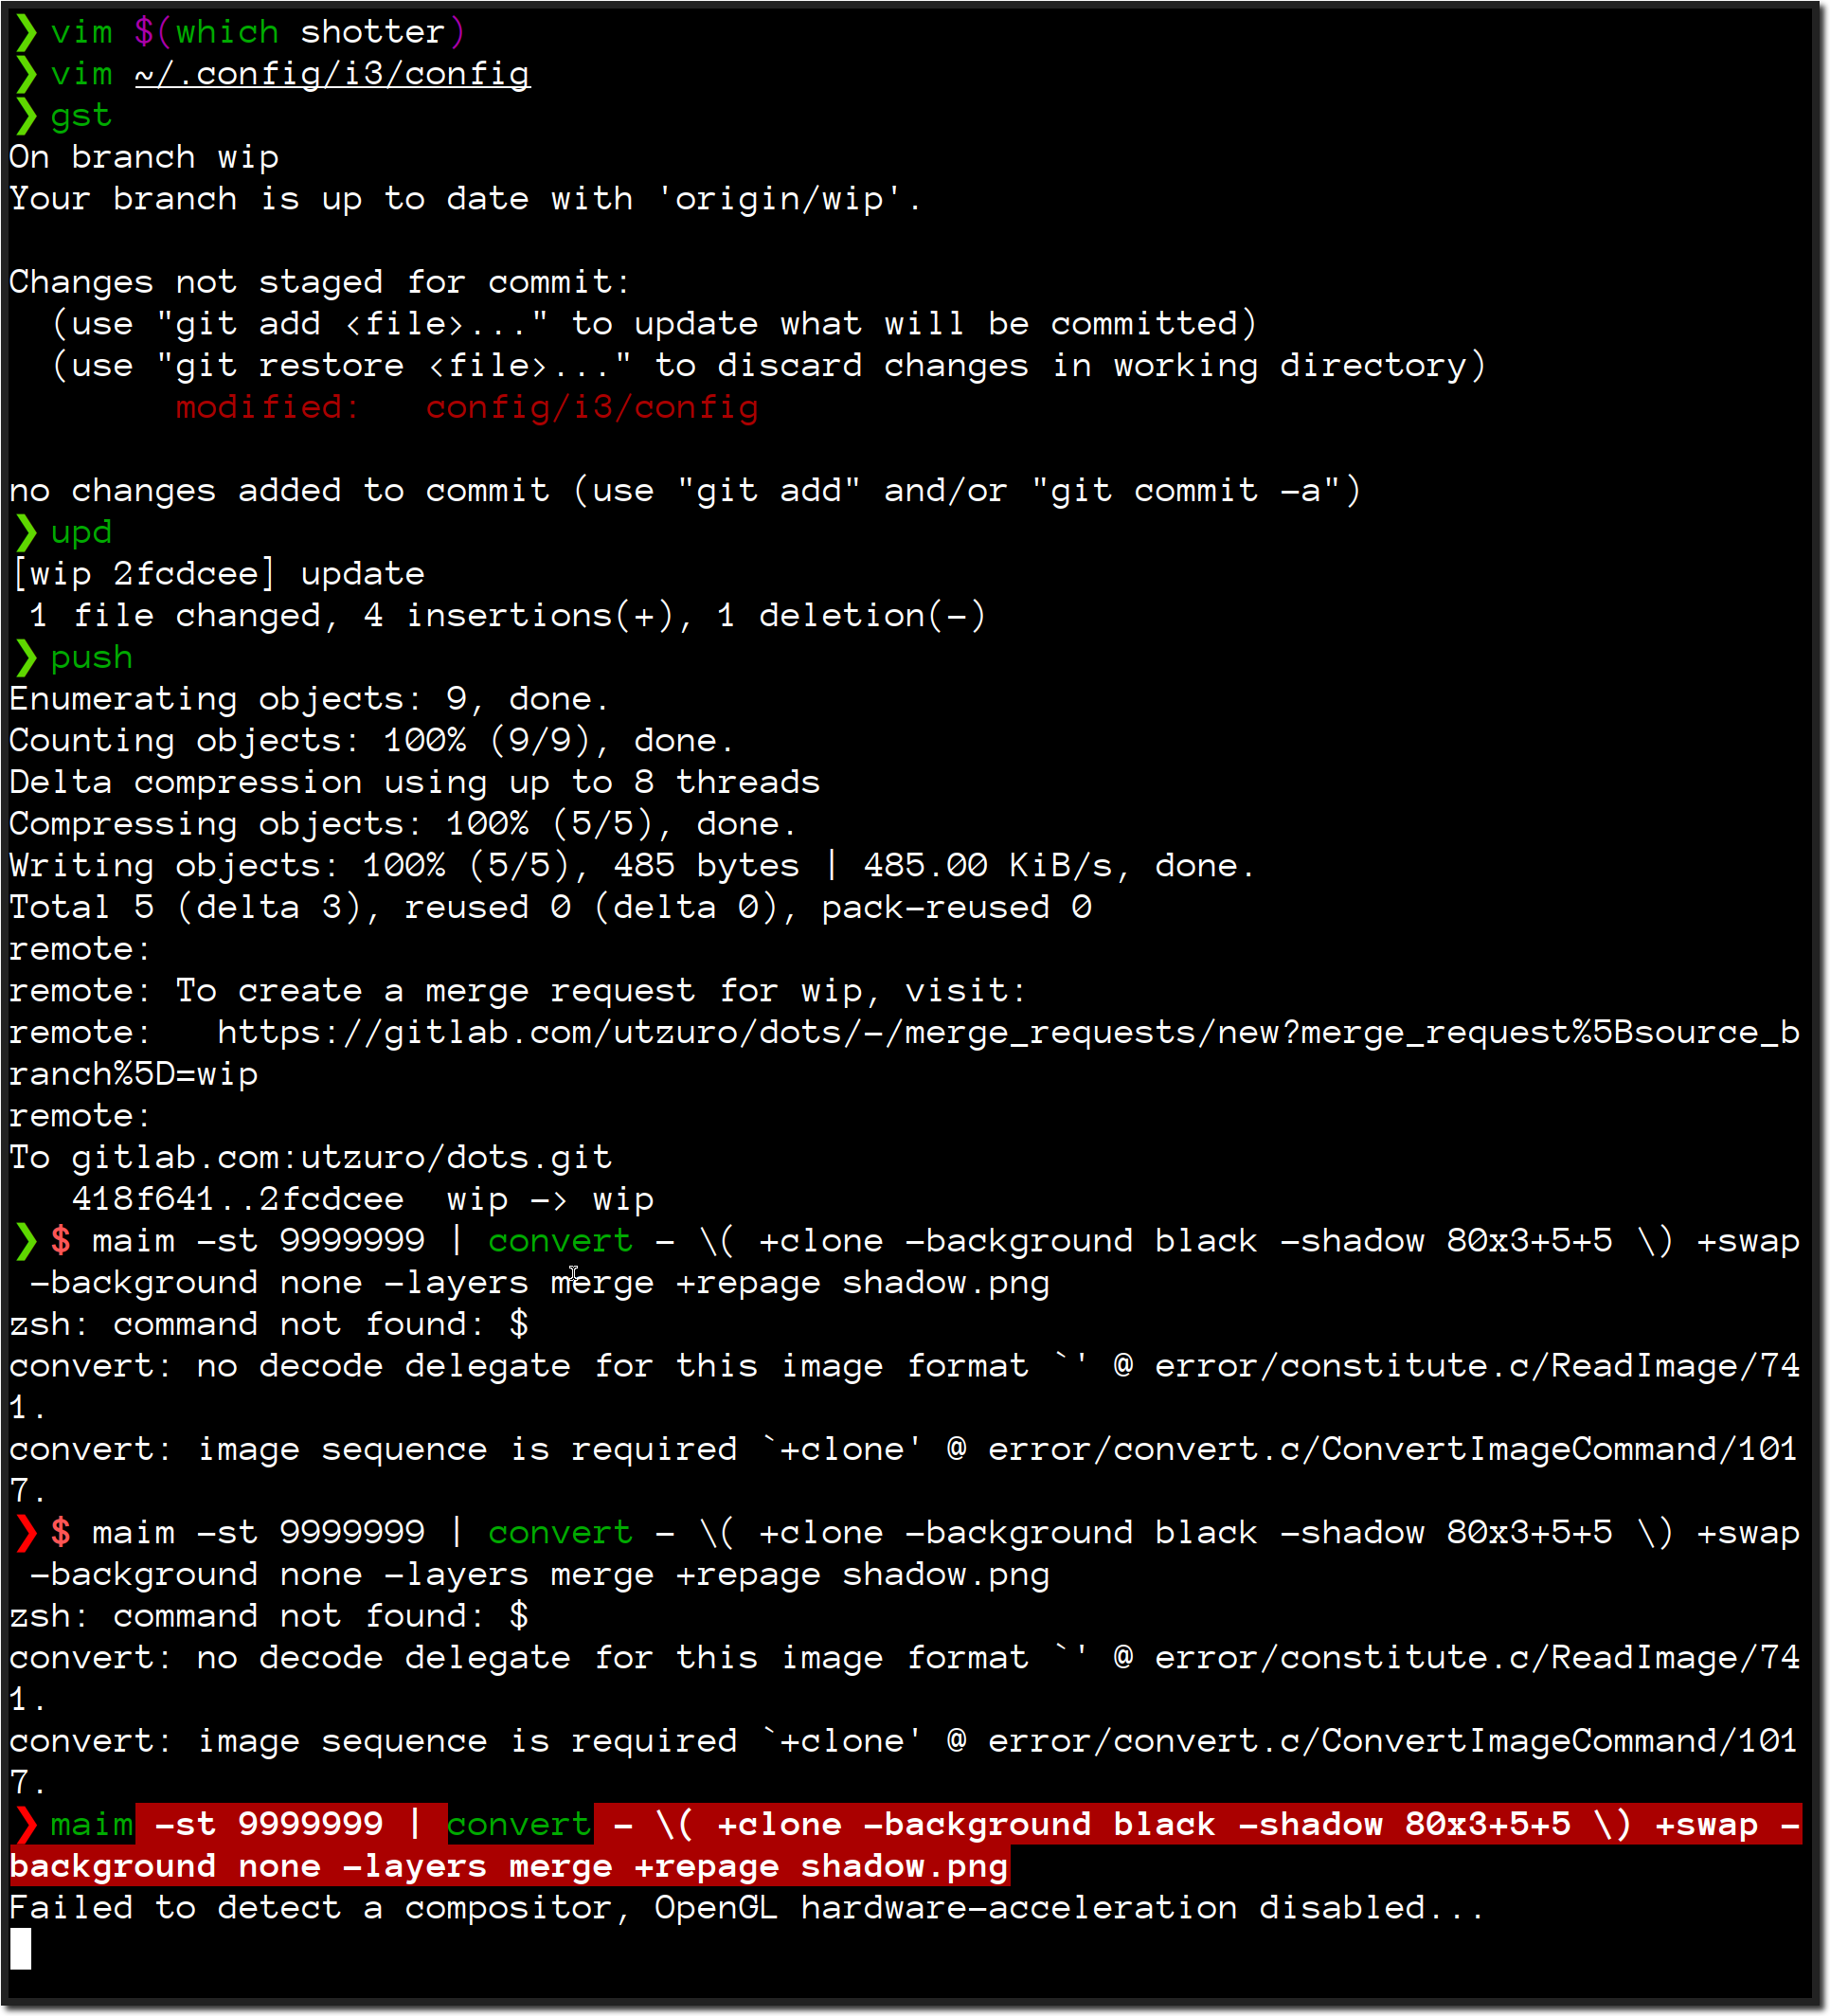 ❯ vim $(which shotter)
❯ vim ~/.config/i3/config
❯ gst
On branch wip
Your branch is up to date with 'origin/wip'.

Changes not staged for commit:
  (use "git add <file>..." to update what will be committed)
  (use "git restore <file>..." to discard changes in working directory)
        modified:   config/i3/config

no changes added to commit (use "git add" and/or "git commit -a")
❯ upd
[wip 2fcdcee] update
 1 file changed, 4 insertions(+), 1 deletion(-)
❯ push
Enumerating objects: 9, done.
Counting objects: 100% (9/9), done.
Delta compression using up to 8 threads
Compressing objects: 100% (5/5), done.
Writing objects: 100% (5/5), 485 bytes | 485.00 KiB/s, done.
Total 5 (delta 3), reused 0 (delta 0), pack-reused 0
remote:
remote: To create a merge request for wip, visit:
remote:   https://gitlab.com/utzuro/dots/-/merge_requests/new?merge_request%5Bsource_b
ranch%5D=wip
remote:
To gitlab.com:utzuro/dots.git
   418f641..2fcdcee  wip -> wip
❯ $ maim -st 9999999 | convert - \( +clone -background black -shadow 80x3+5+5 \) +swap
 -background none -layers merge +repage shadow.png
zsh: command not found: $
convert: no decode delegate for this image format `' @ error/constitute.c/ReadImage/74
1.
convert: image sequence is required `+clone' @ error/convert.c/ConvertImageCommand/101
7.
❯ $ maim -st 9999999 | convert - \( +clone -background black -shadow 80x3+5+5 \) +swap
 -background none -layers merge +repage shadow.png
zsh: command not found: $
convert: no decode delegate for this image format `' @ error/constitute.c/ReadImage/74
1.
convert: image sequence is required `+clone' @ error/convert.c/ConvertImageCommand/101
7.
❯ maim -st 9999999 | convert - \( +clone -background black -shadow 80x3+5+5 \) +swap -
background none -layers merge +repage shadow.png
Failed to detect a compositor, OpenGL hardware-acceleration disabled...